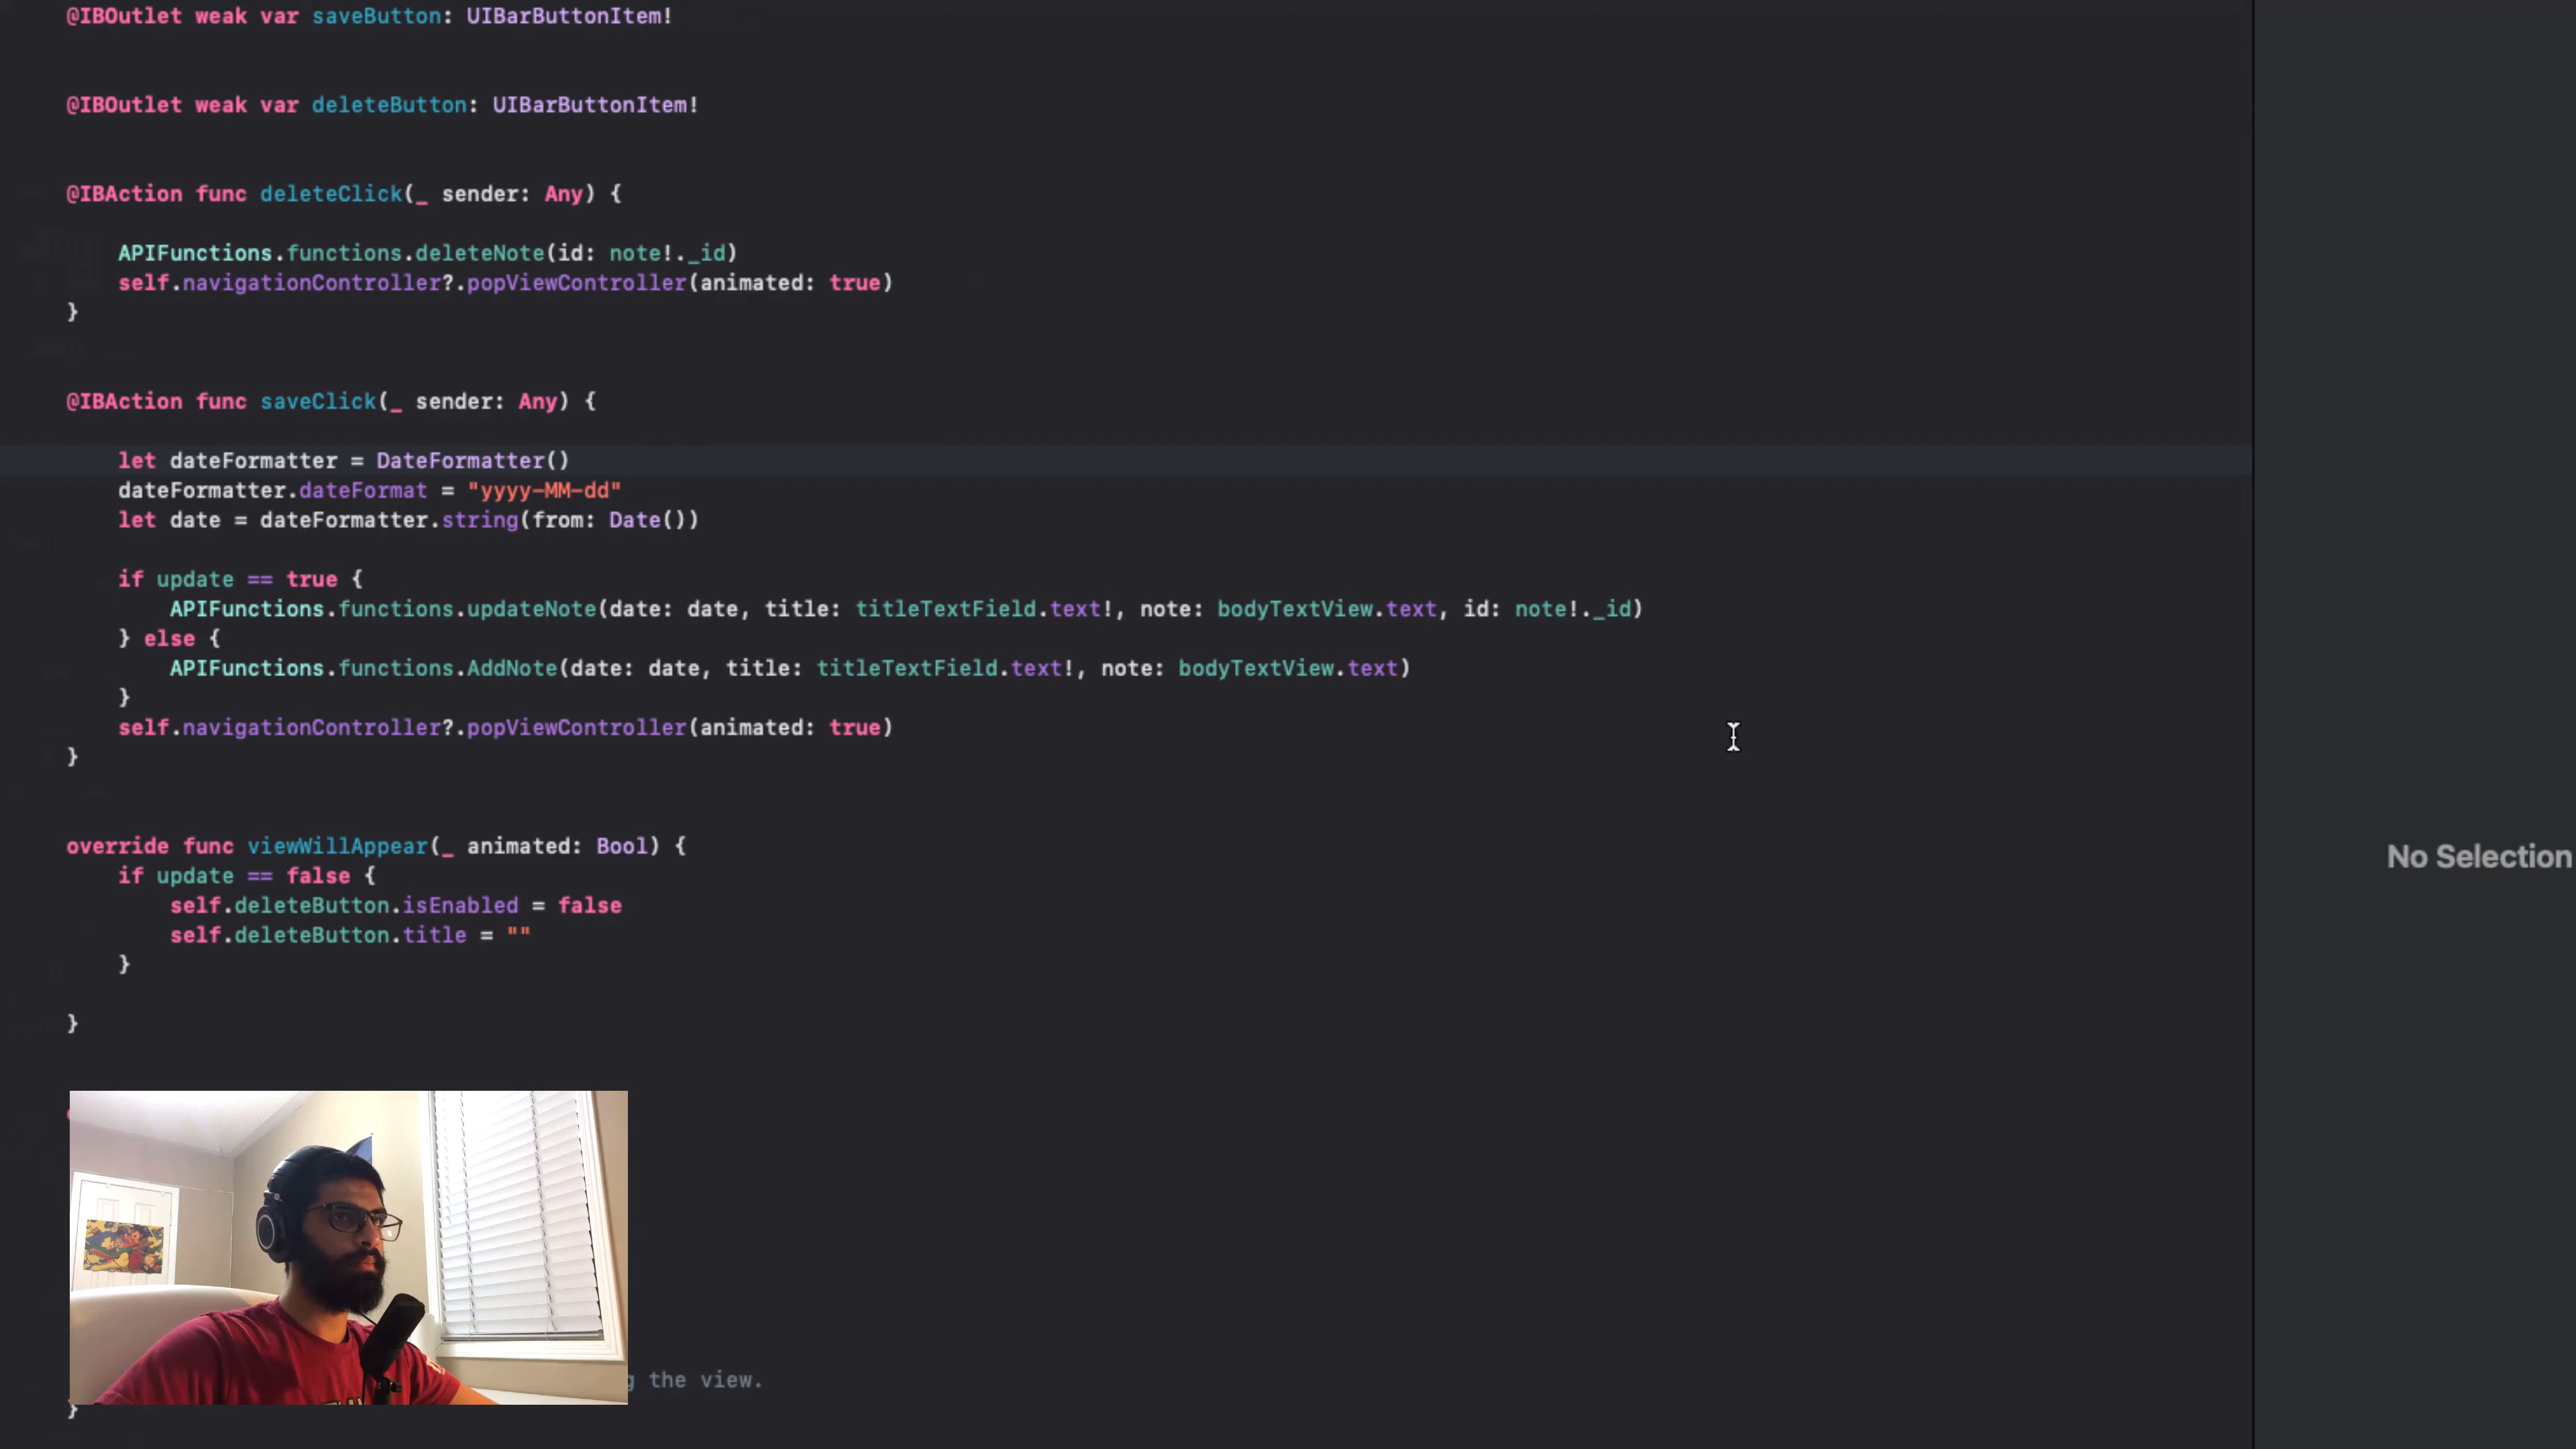 @IBOutlet weak var saveButton: UIBarButtonItem!
@IBOutlet weak var deleteButton: UIBarButtonItem!
@IBAction func deleteClick(_ sender: Any) {
APIFunctions.functions.deleteNote(id: note!._id)
self.navigationController?.popViewController(animated: true)
}
@IBAction func saveClick(_ sender: Any) {
let dateFormatter = DateFormatter()
dateFormatter.dateFormat = "yyyy-MM-dd"
let date = dateFormatter.string(from: Date())
if update == true {
APIFunctions.functions.updateNote(date: date, title: titleTextField.text!, note: bodyTextView.text, id: note!._id)
} else {
APIFunctions.functions.AddNote(date: date, title: titleTextField.text!, note: bodyTextView.text)
}
self.navigationController?.popViewController(animated: true)
}
override func viewWillAppear(_ animated: Bool) {
if update == false {
self.deleteButton.isEnabled = false
self.deleteButton.title = ""
}
}
the view.
}
No Selection